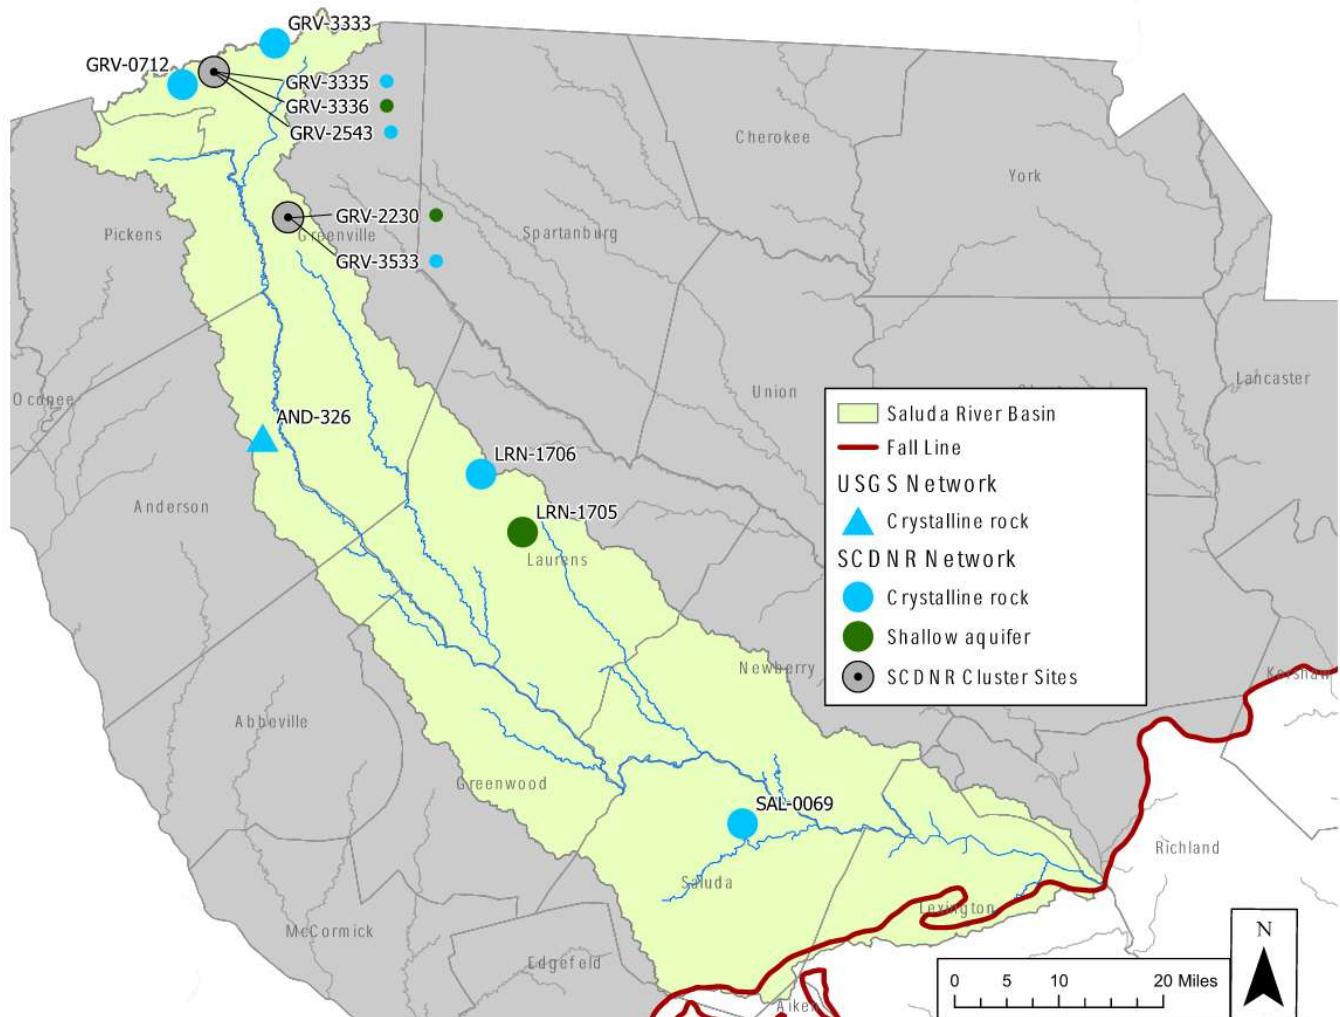 GRV-3333
GRV-0712
GRV-3335
GRV-3336
GRV-2543
Cherokee
York
Pickens
GRV-2230
Greenville
Spartanburg
GRV-3533
Oconee
Union
Lancaster
AND-326
LRN-1706
Anderson
LRN-1705
Laurens
Saluda River Basin
Fall Line
USGS Network
Crystalline rock
SCDNR Network
Crystalline rock
Shallow aquifer
SCDNR Cluster Sites
Newberry
Kershaw
Abbeville
Greenwood
SAL-0069
Richland
Saluda
Lexington
McCormick
Edgefeld
Aiken
N
0 5 10 20 Miles